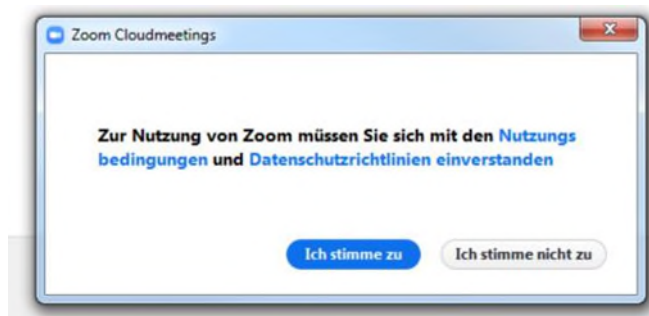 Zoom Cloudmeetings
Zur Nutzung von Zoom müssen Sie sich mit den Nutzungs
bedingungen und Datenschutzrichtlinien einverstanden
Ich stimme zu
Ich stimme nicht zu